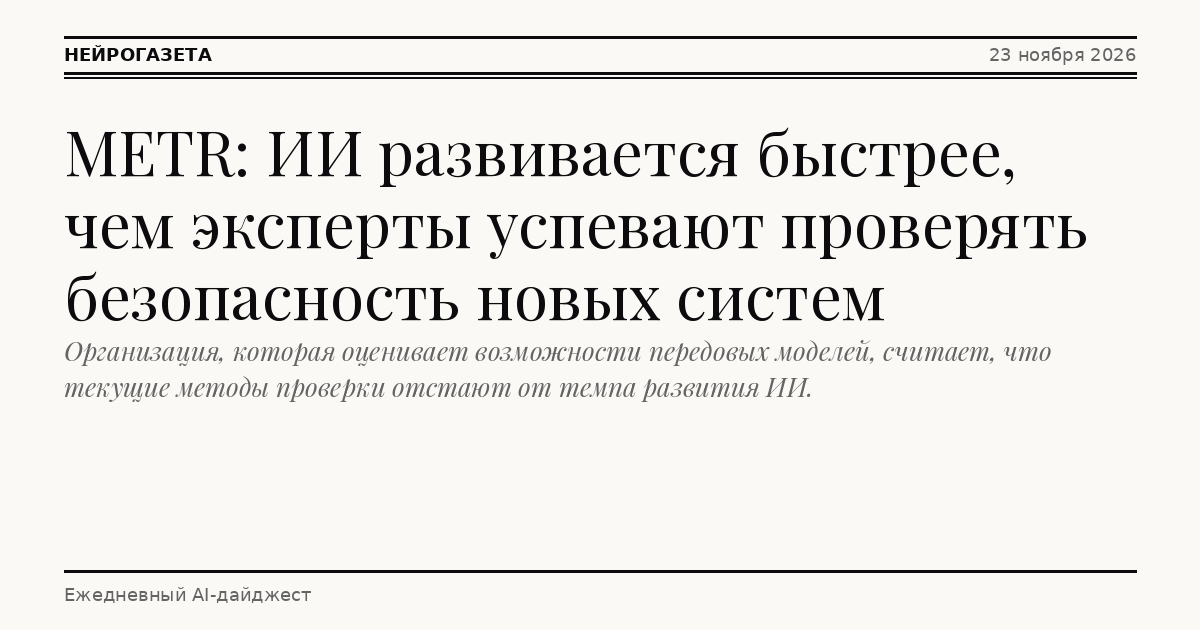 НЕЙРОГАЗЕТА
23 ноября 2026
METR: ИИ развивается быстрее,
чем эксперты успевают проверять
безопасность новых систем
Организация, которая оценивает возможности передовых моделей, считает, что
текущие методы проверки отстают от темпа развития ИИ.
Ежедневный AI-дайджест